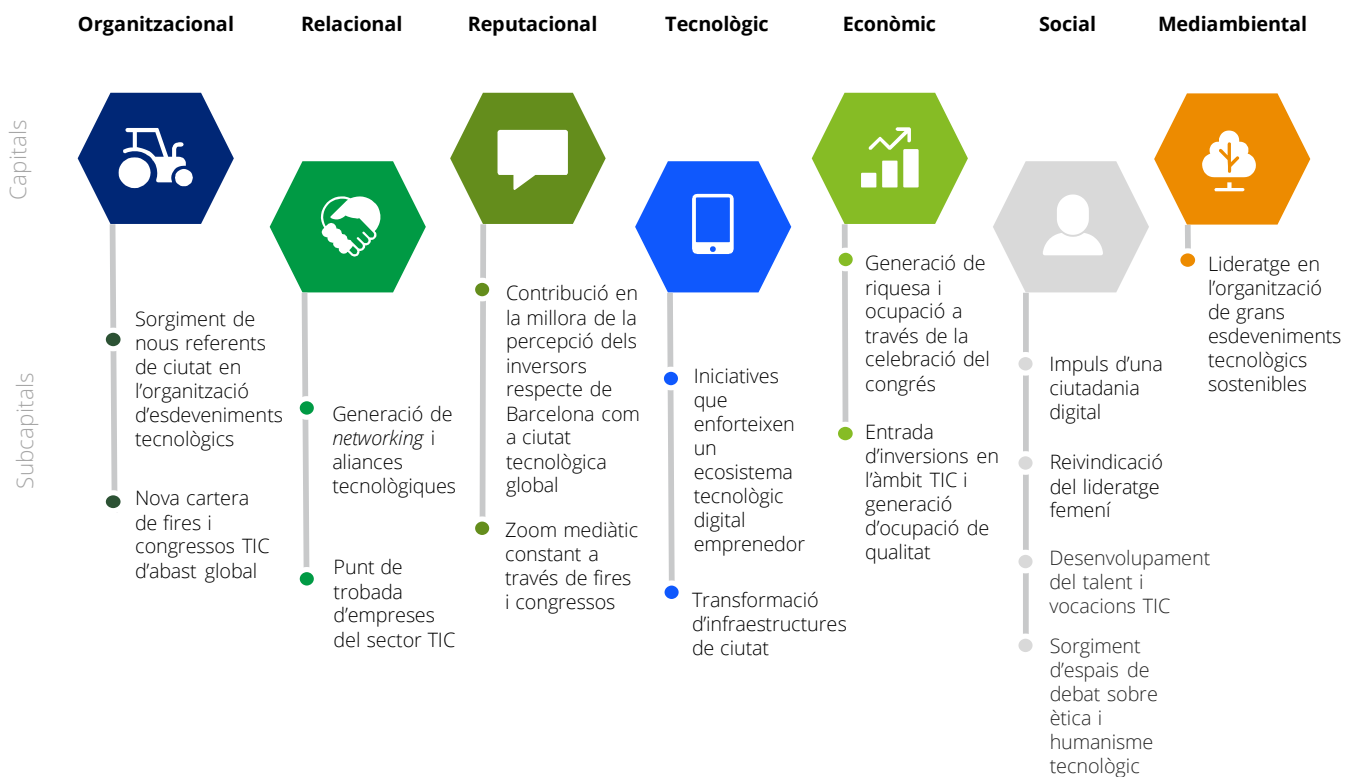 Organitzacional
Relacional
Reputacional
Tecnològic
Econòmic
Social
Mediambiental
Capitals
Subcapitals
Sorgiment de
nous referents
de ciutat en
l’organització
d’esdeveniments
tecnològics
Nova cartera
de fires i
congressos TIC
d’abast global
Generació de
networking i
aliances
tecnològiques
Punt de
trobada
d’empreses
del sector TIC
Contribució en
la millora de la
percepció dels
inversors
respecte de
Barcelona com
a ciutat
tecnològica
global
Zoom mediàtic
constant a
través de fires
i congressos
Iniciatives
que
enforteixen
un
ecosistema
tecnològic
digital
emprenedor
Transformació
d’infraestructures
de ciutat
Generació de
riquesa i
ocupació a
través de la
celebració del
congrés
Entrada
d’inversions en
l’àmbit TIC i
generació
d’ocupació de
qualitat
Impuls d’una
ciutadania
digital
Reivindicació
del lideratge
femení
Desenvolupament
del talent i
vocacions TIC
Sorgiment
d’espais de
debat sobre
ètica i
humanisme
tecnològic
Lideratge en
l’organització
de grans
esdeveniments
tecnològics
sostenibles